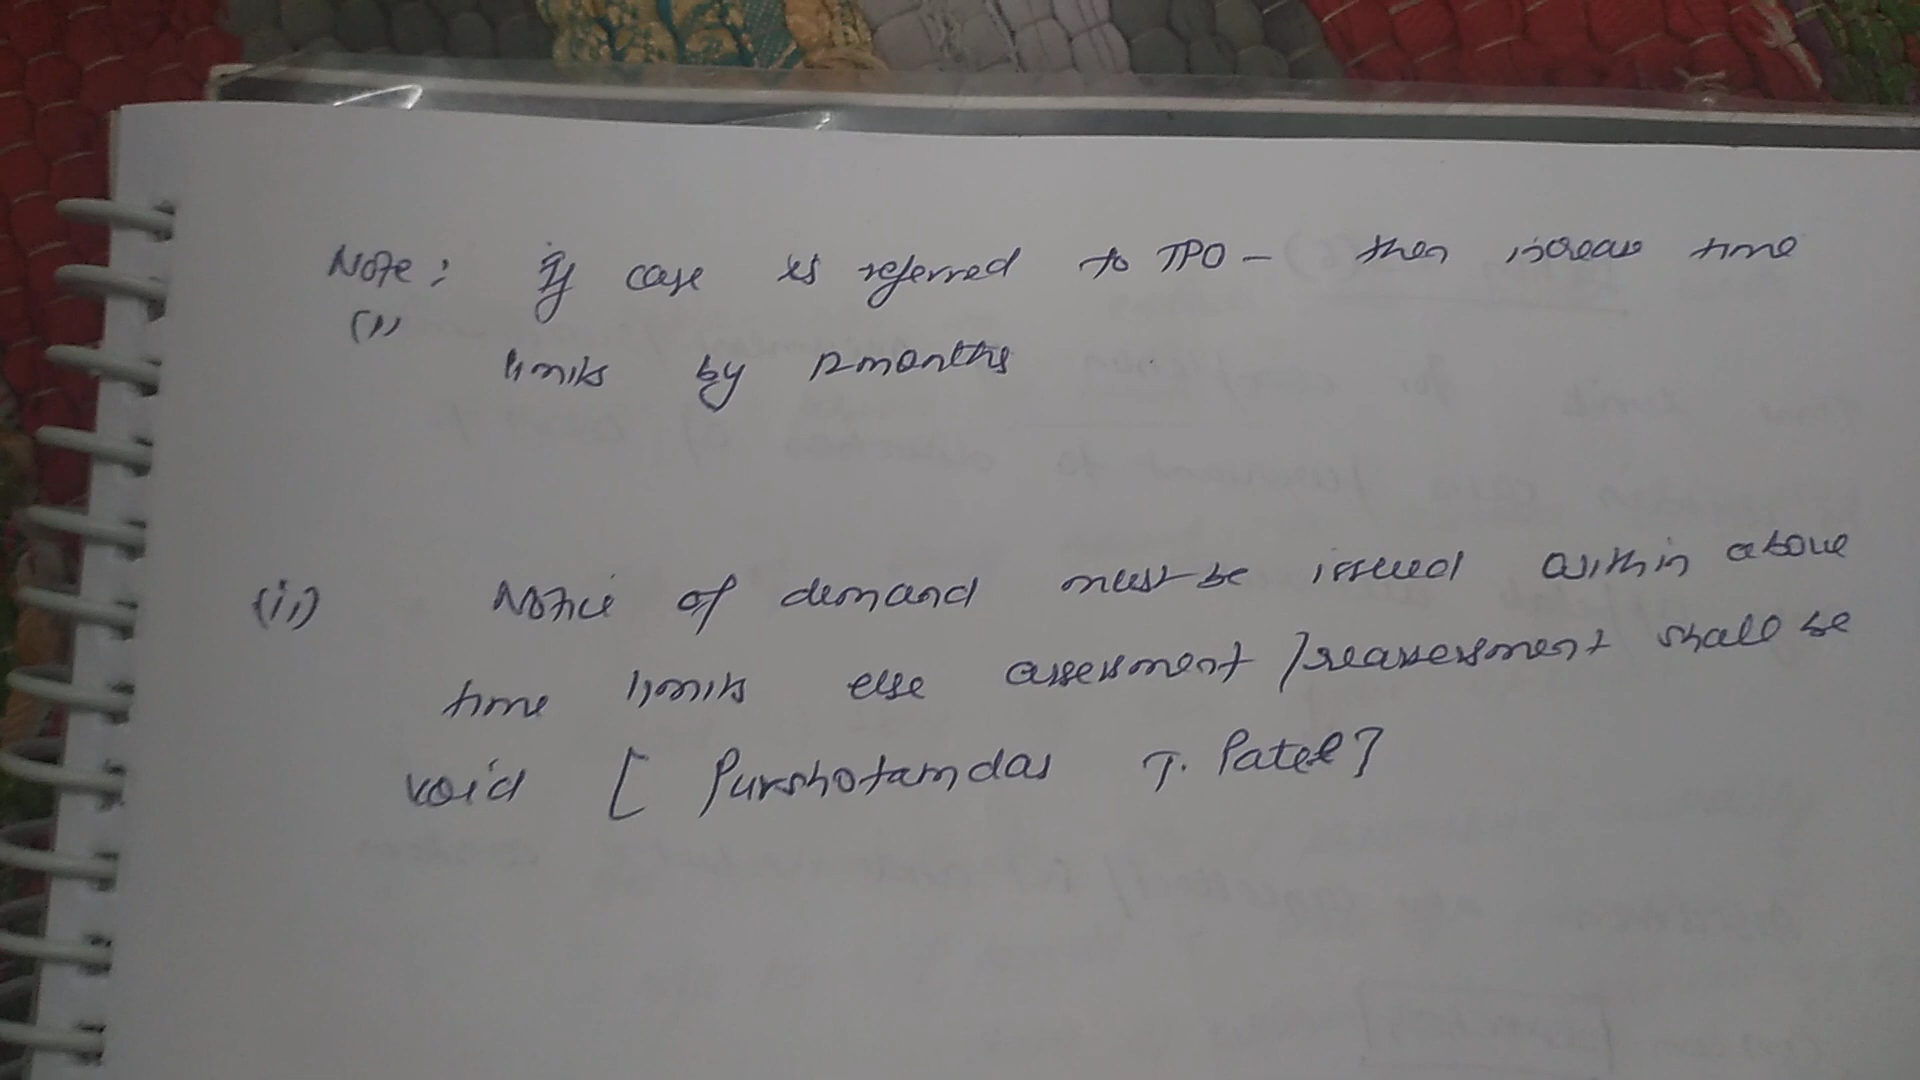 Note: If case is referred to TPO - then increase time
(i)
limits by 12 months
(ii) Notice of demand must be issued within above
time limits else assessment / reassessment shall be
void [ Purshotamdas T. Patel ]